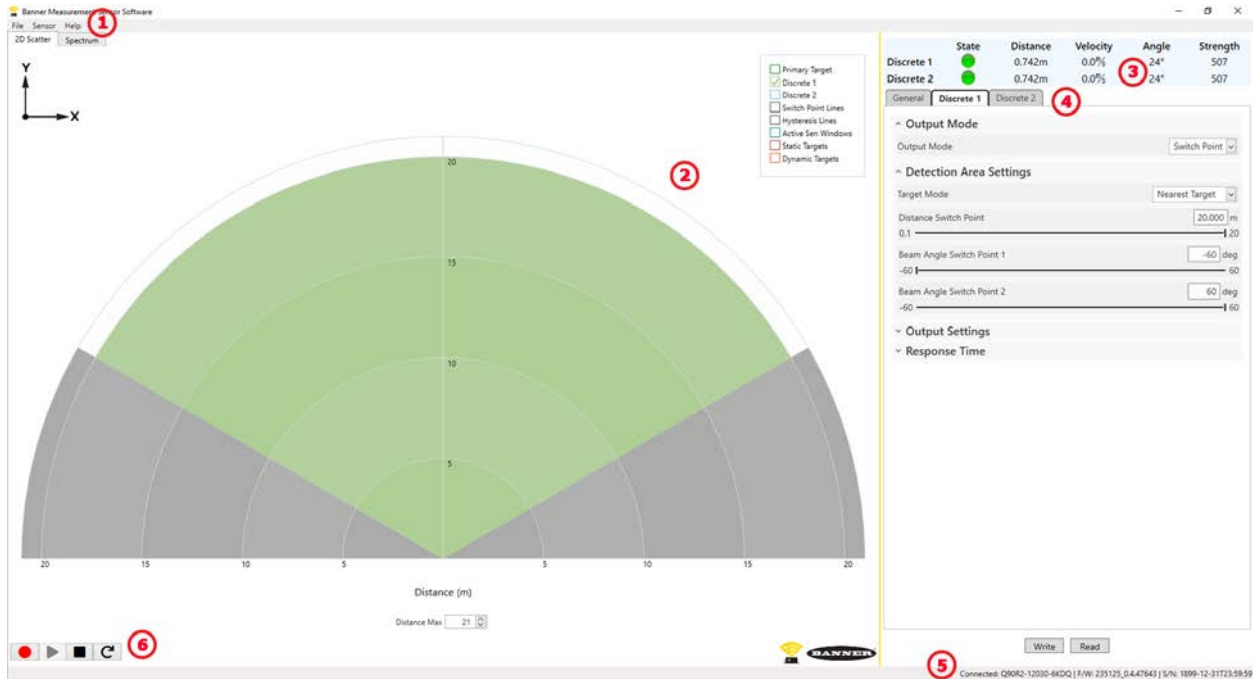 Banner Measurement Sensor Software
File Sensor Help
1
2D Scatter Spectrum
Y
X
Primary Target
Discrete 1
Discrete 2
Switch Point Lines
Hysteresis Lines
Active Sen Windows
Static Targets
Dynamic Targets
2
20
15
10
5
20 15 10 5 5 10 15 20
Distance (m)
Distance Max 21
6
BANNER
State Distance Velocity Angle Strength
Discrete 1 0.742m 0.0m/s 24° 507
Discrete 2 0.742m 0.0m/s 24° 507
3
General Discrete 1 Discrete 2
4
Output Mode
Output Mode Switch Point
Detection Area Settings
Target Mode Nearest Target
Distance Switch Point 20.000 m
0.1 20
Beam Angle Switch Point 1 -60 deg
-60 60
Beam Angle Switch Point 2 60 deg
-60 60
Output Settings
Response Time
Write Read
5
Connected: Q90R2-12030-6KDQ | F/W: 235125_0.4.47643 | S/N: 1899-12-31T23:59:59